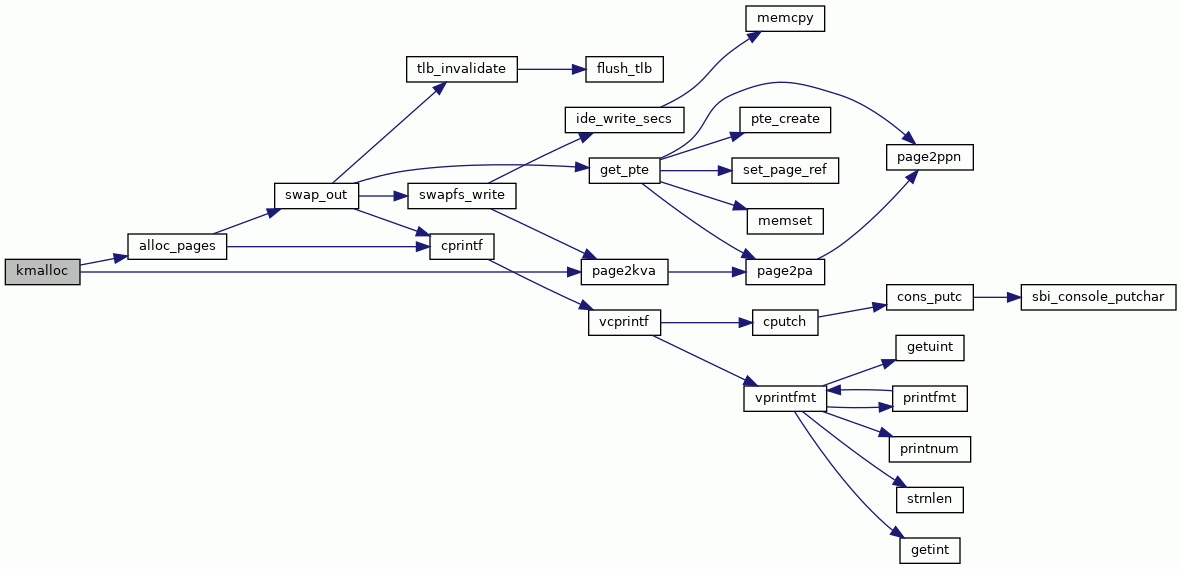 memcpy
tlb_invalidate
flush_tlb
ide_write_secs
pte_create
page2ppn
get_pte
set_page_ref
swap_out
swapfs_write
memset
alloc_pages
cprintf
kmalloc
page2kva
page2pa
cons_putc
sbi_console_putchar
vcprintf
cputch
getuint
vprintfmt
printfmt
printnum
strnlen
getint